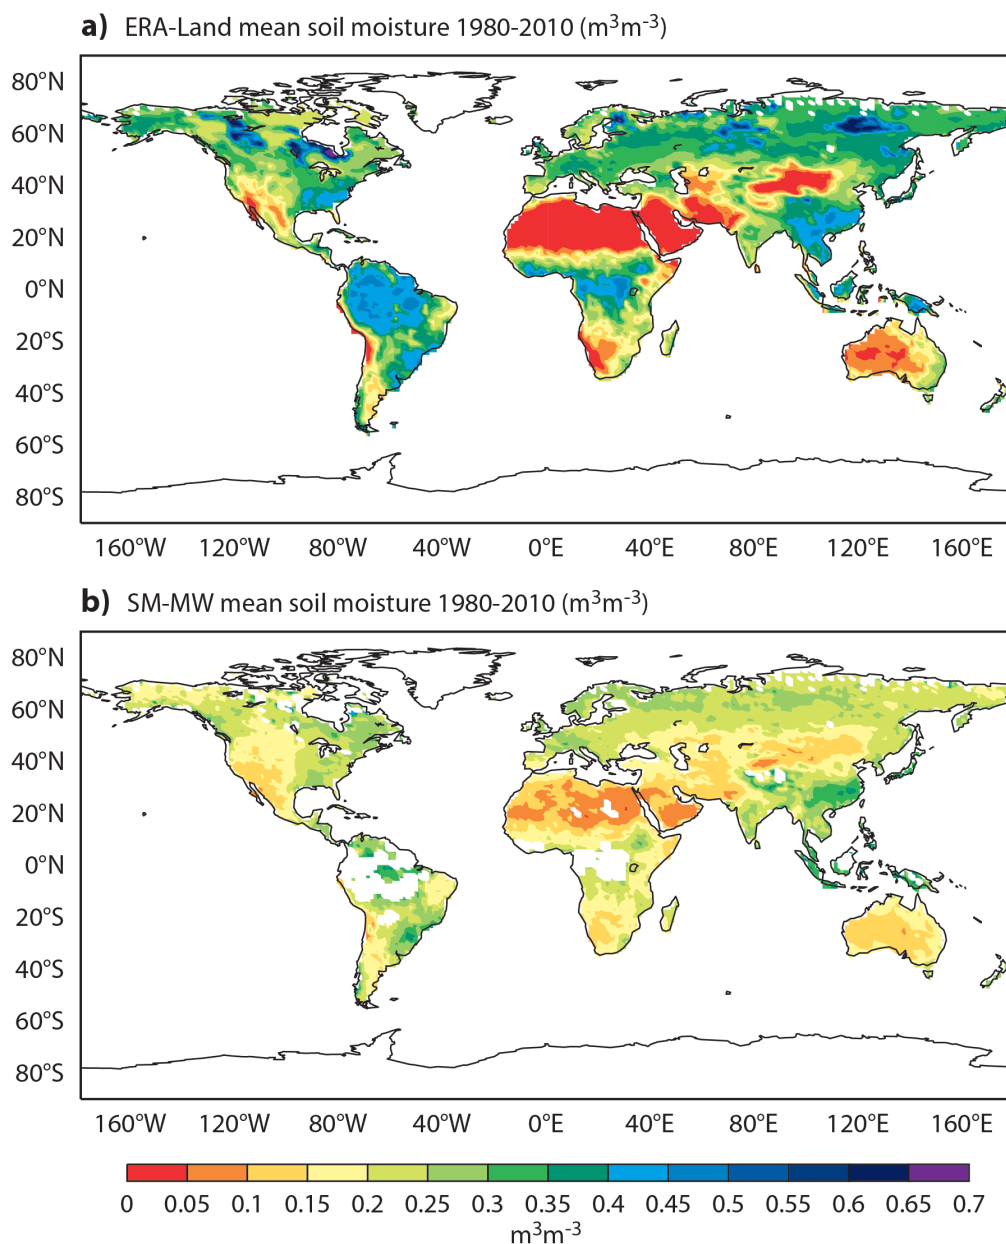 a) ERA-Land mean soil moisture 1980-2010 (m³m⁻³)
80°N
60°N
40°N
20°N
0°N
20°S
40°S
60°S
80°S
160°W 120°W 80°W 40°W 0°E 40°E 80°E 120°E 160°E
b) SM-MW mean soil moisture 1980-2010 (m³m⁻³)
80°N
60°N
40°N
20°N
0°N
20°S
40°S
60°S
80°S
160°W 120°W 80°W 40°W 0°E 40°E 80°E 120°E 160°E
0 0.05 0.1 0.15 0.2 0.25 0.3 0.35 0.4 0.45 0.5 0.55 0.6 0.65 0.7
m³m⁻³